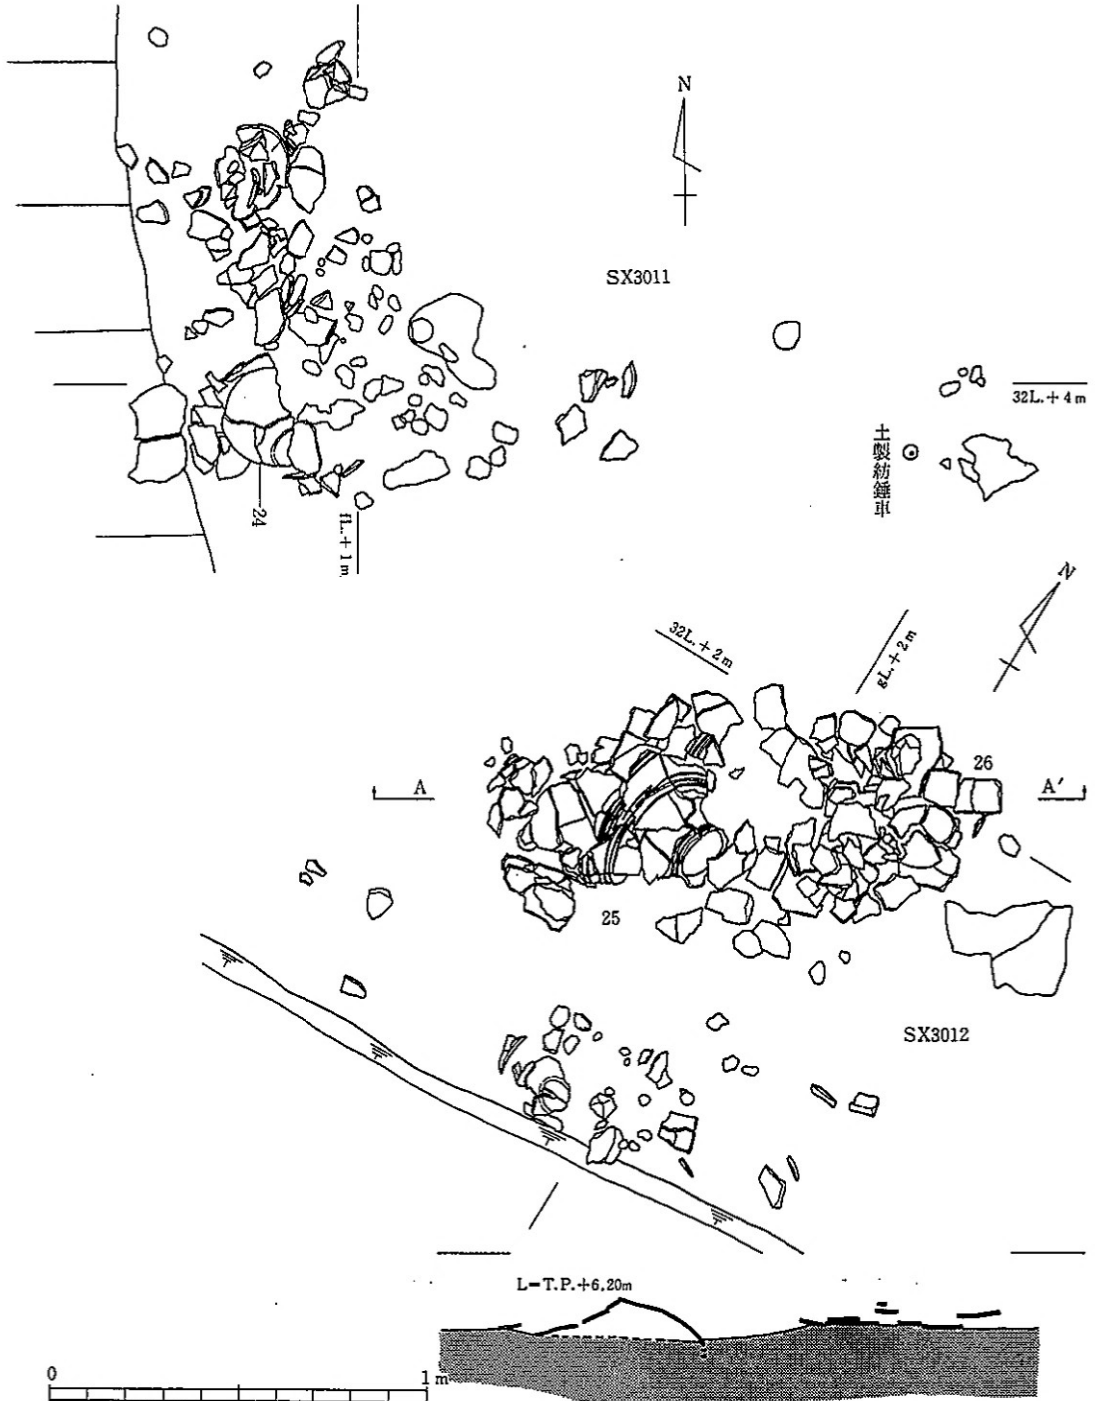 N
SX3011
32L.+4m
土製紡錘車
24
fL.+1m
N
32L.+2m
gL.+2m
A
26
A′
25
SX3012
L=T.P.+6.20m
0
1m